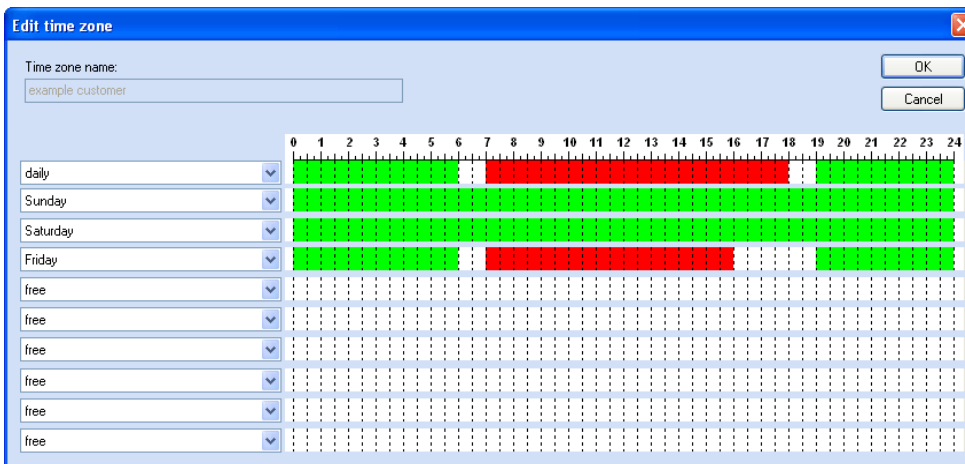 Edit time zone
Time zone name:
example customer
OK
Cancel
0 1 2 3 4 5 6 7 8 9 10 11 12 13 14 15 16 17 18 19 20 21 22 23 24
daily
Sunday
Saturday
Friday
free
free
free
free
free
free